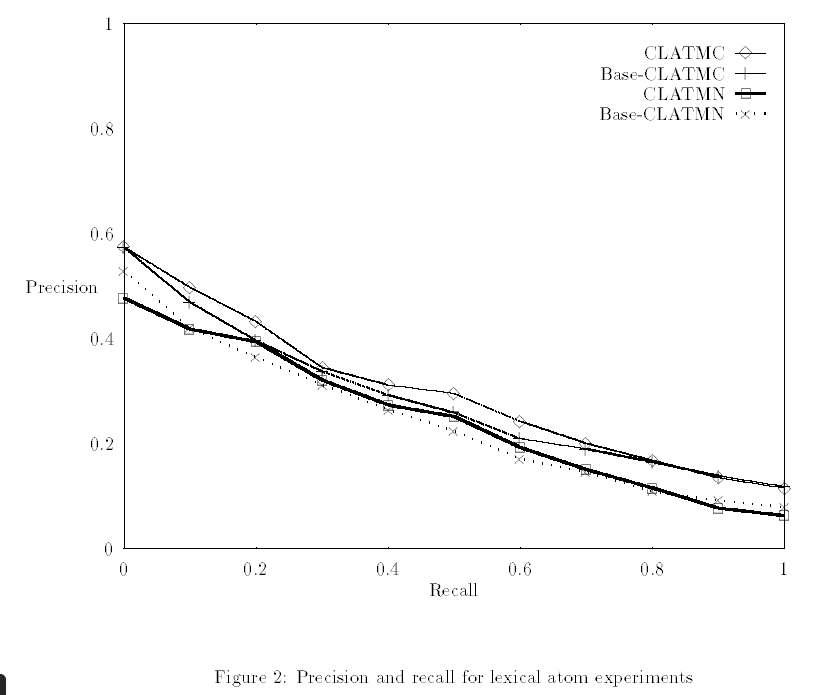 1
CLATMC
Base-CLATMC
0.8
CLATMN
Base-CLATMN
0.6
Precision
0.4
0.2
0
0 0.2 0.4 0.6 0.8 1
Recall
Figure 2: Precision and recall for lexical atom experiments